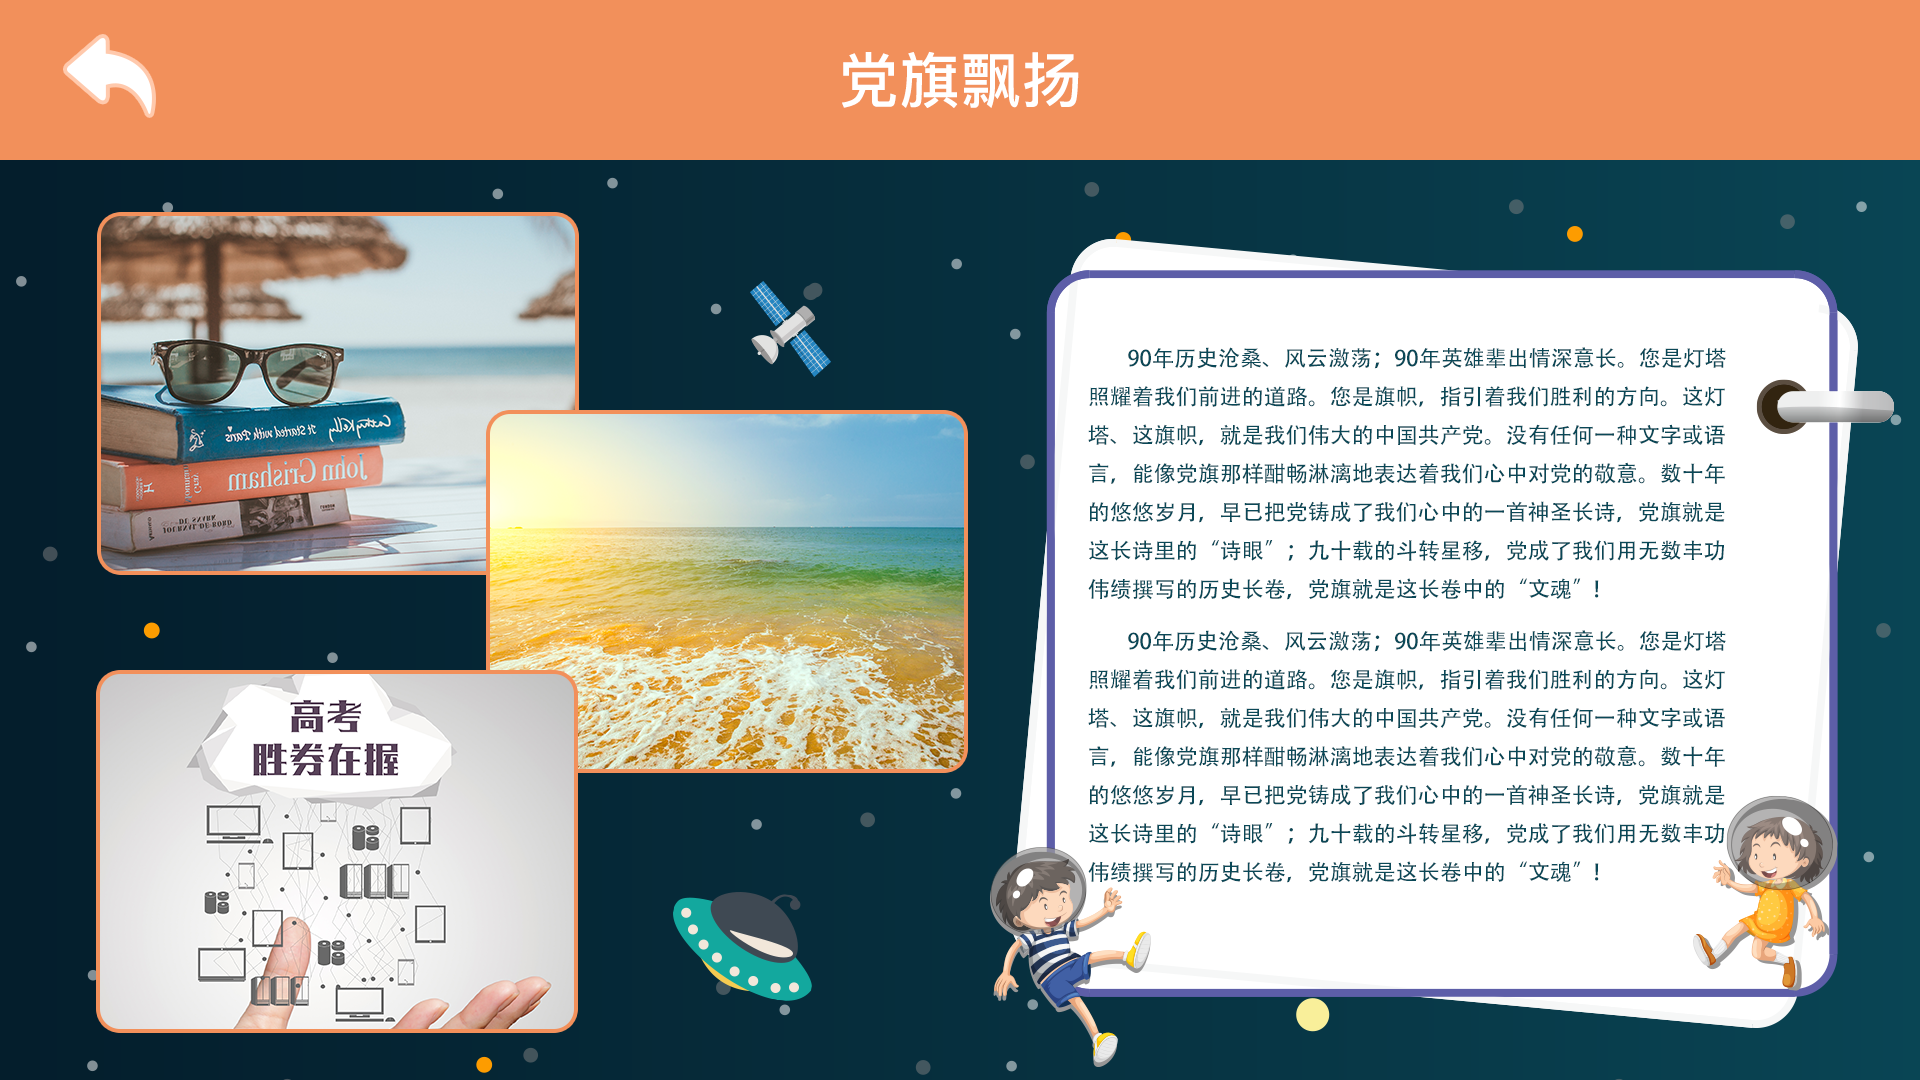 党旗飘扬
Cathy Kelly It Started with Paris
John Grisham
高考
胜券在握
90年历史沧桑、风云激荡；90年英雄辈出情深意长。您是灯塔
照耀着我们前进的道路。您是旗帜，指引着我们胜利的方向。这灯
塔、这旗帜，就是我们伟大的中国共产党。没有任何一种文字或语
言，能像党旗那样酣畅淋漓地表达着我们心中对党的敬意。数十年
的悠悠岁月，早已把党铸成了我们心中的一首神圣长诗，党旗就是
这长诗里的“诗眼”；九十载的斗转星移，党成了我们用无数丰功
伟绩撰写的历史长卷，党旗就是这长卷中的“文魂”！
90年历史沧桑、风云激荡；90年英雄辈出情深意长。您是灯塔
照耀着我们前进的道路。您是旗帜，指引着我们胜利的方向。这灯
塔、这旗帜，就是我们伟大的中国共产党。没有任何一种文字或语
言，能像党旗那样酣畅淋漓地表达着我们心中对党的敬意。数十年
的悠悠岁月，早已把党铸成了我们心中的一首神圣长诗，党旗就是
这长诗里的“诗眼”；九十载的斗转星移，党成了我们用无数丰功
伟绩撰写的历史长卷，党旗就是这长卷中的“文魂”！